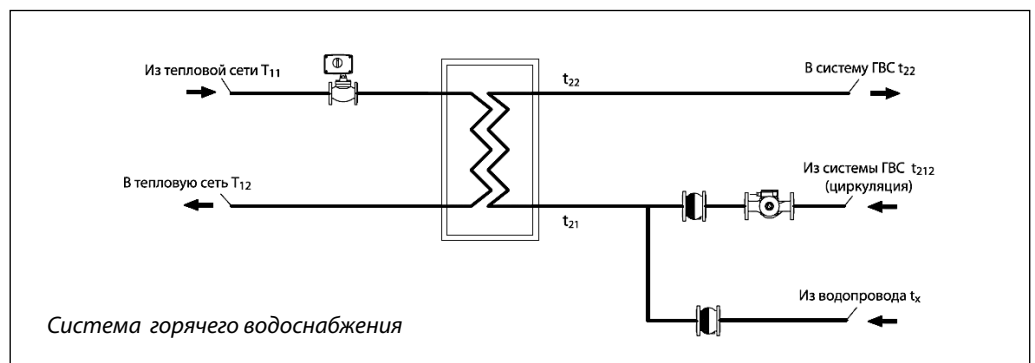 Из тепловой сети T11
t22
В систему ГВС t22
В тепловую сеть T12
Из системы ГВС t212
(циркуляция)
t21
Из водопровода tx
Система горячего водоснабжения